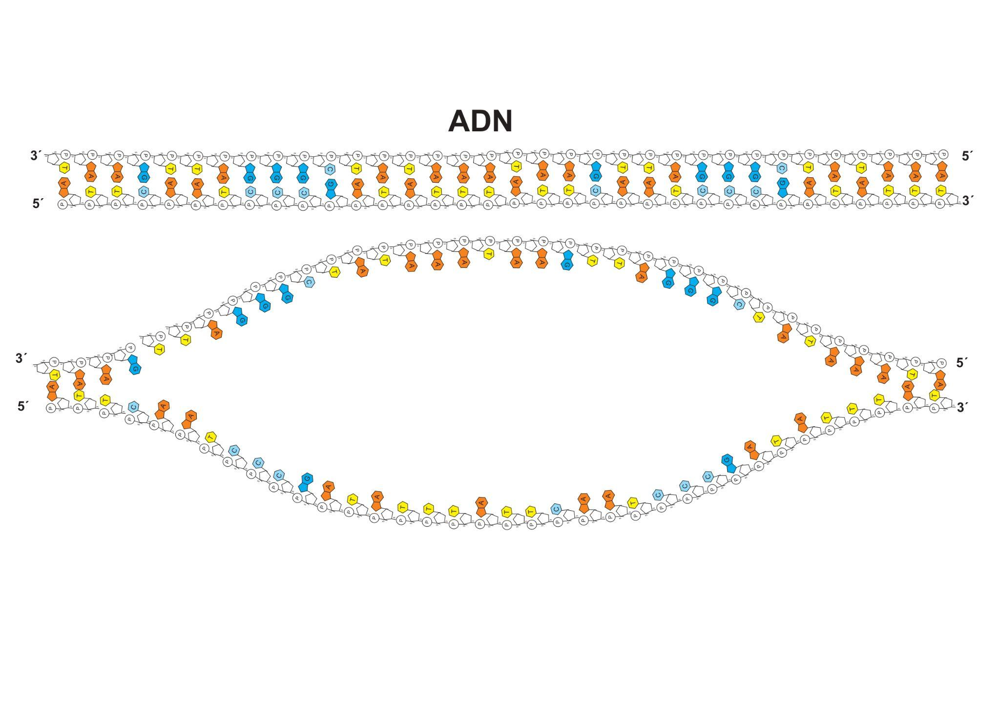 ADN
3´ P P P P P P P P P P P P P P P P P P P P P P P P P P P P P P P P P P 5´
T A A G T T A G G G C T A T A A A T A A G T T A G G G C T A T A A A
A T T C A A T C C C G A T A T T T A T T C A A T C C C G A T A T T T
5´ P P P P P P P P P P P P P P P P P P P P P P P P P P P P P P P P P P 3´
3´ P P P P P P P P P P P P P P P P P P P P P P P P P P P P P P P P P P P P 5´
T A A G T T A G G G C T A T A A A T A A G T T A G G G C T A T A A A T A
A T T C A A T C C C G A T A T T T A T T C A A T C C C G A T A T T T A T
5´ P P P P P P P P P P P P P P P P P P P P P P P P P P P P P P P P P P P P 3´